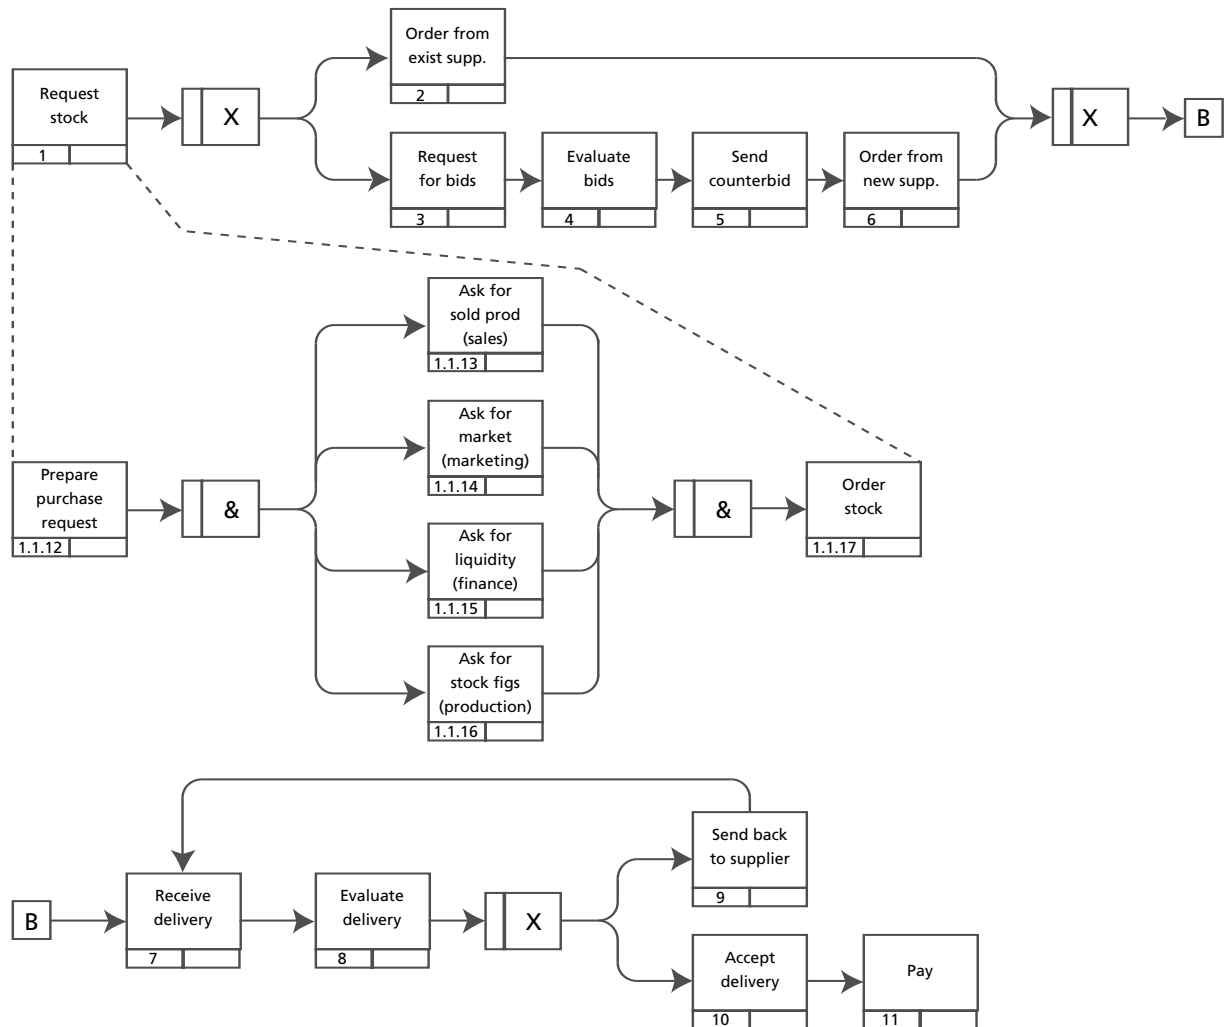 Request
stock
1
X
Order from
exist supp.
2
Request
for bids
3
Evaluate
bids
4
Send
counterbid
5
Order from
new supp.
6
X
B
Prepare
purchase
request
1.1.12
&
Ask for
sold prod
(sales)
1.1.13
Ask for
market
(marketing)
1.1.14
Ask for
liquidity
(finance)
1.1.15
Ask for
stock figs
(production)
1.1.16
&
Order
stock
1.1.17
B
Receive
delivery
7
Evaluate
delivery
8
X
Send back
to supplier
9
Accept
delivery
10
Pay
11